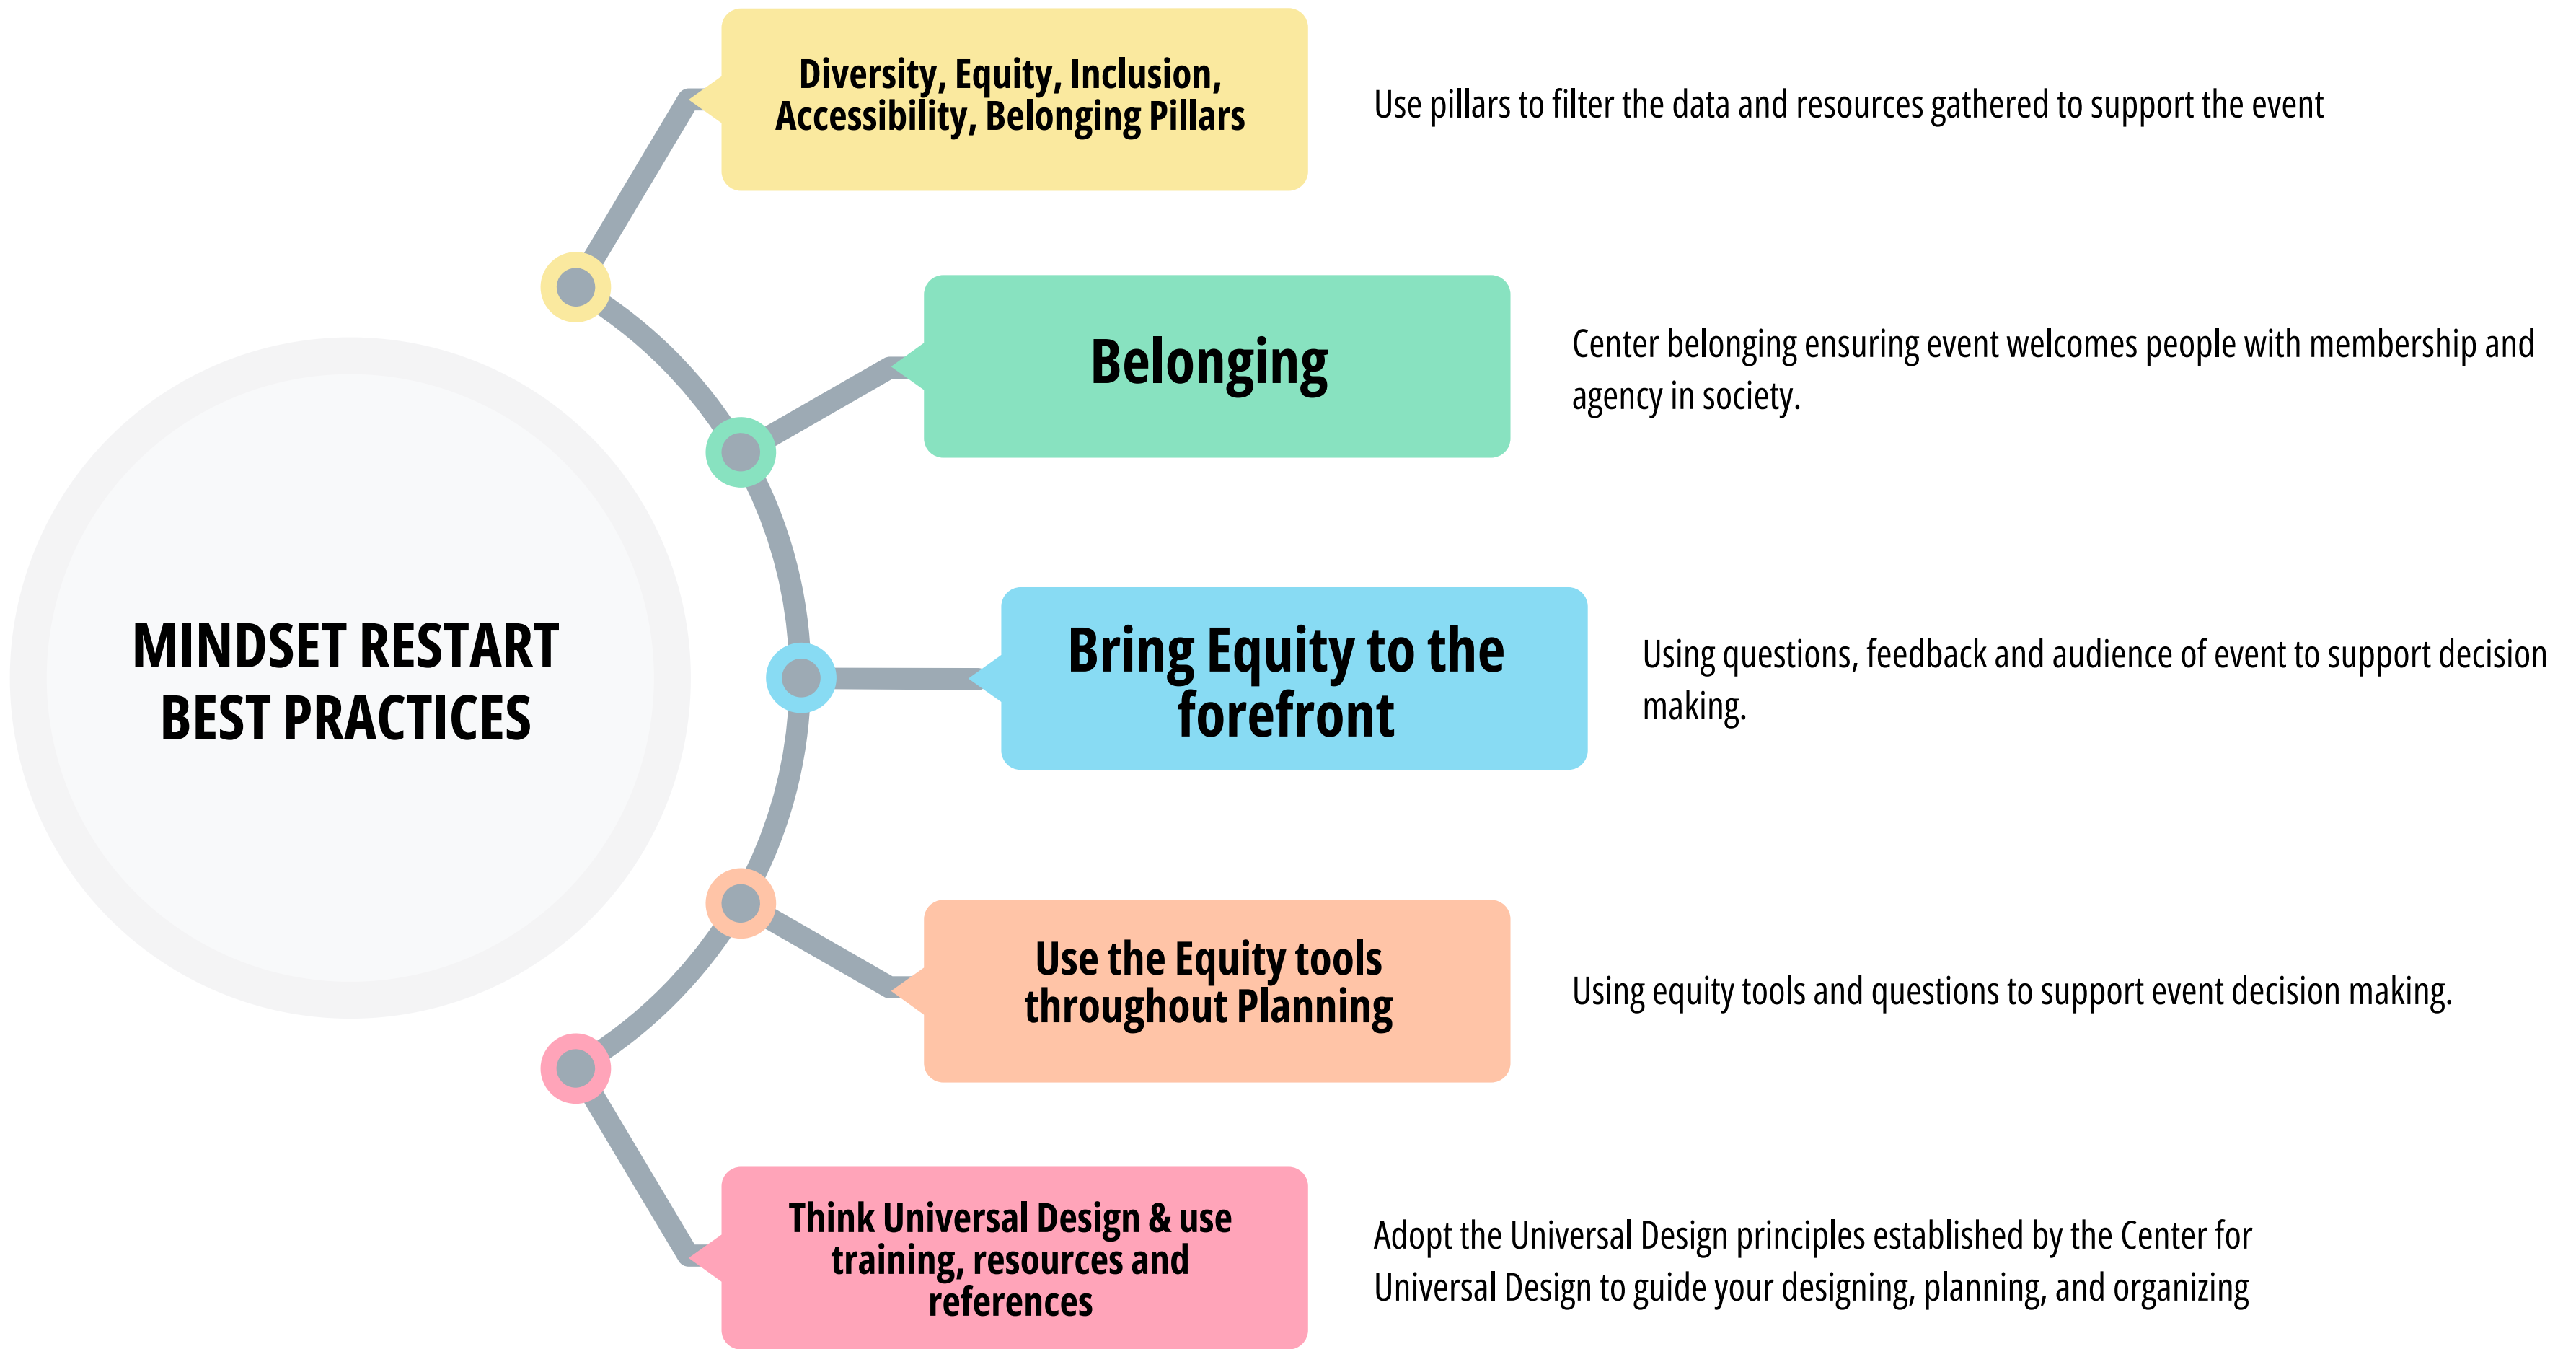 MINDSET RESTART
BEST PRACTICES
Diversity, Equity, Inclusion,
Accessibility, Belonging Pillars
Use pillars to filter the data and resources gathered to support the event
Belonging
Center belonging ensuring event welcomes people with membership and
agency in society.
Bring Equity to the
forefront
Using questions, feedback and audience of event to support decision
making.
Use the Equity tools
throughout Planning
Using equity tools and questions to support event decision making.
Think Universal Design & use
training, resources and
references
Adopt the Universal Design principles established by the Center for
Universal Design to guide your designing, planning, and organizing